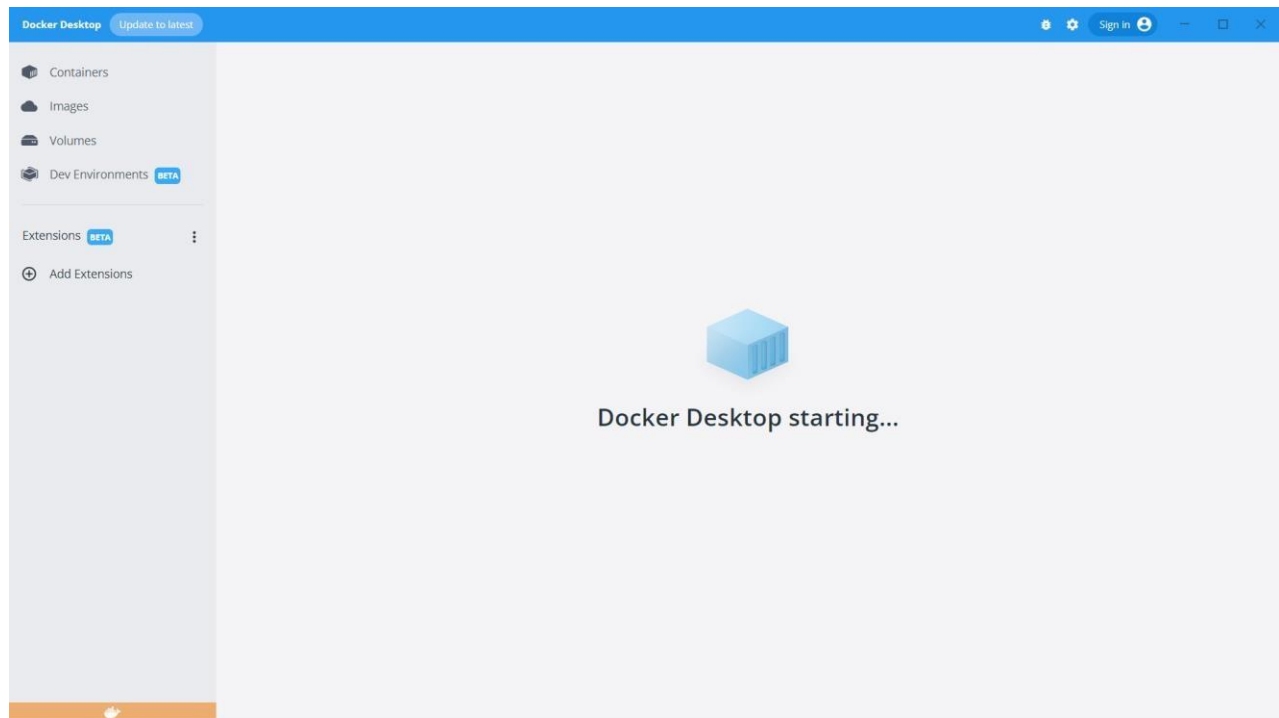 Docker Desktop Update to latest Sign in
Containers
Images
Volumes
Dev Environments BETA
Extensions BETA
Add Extensions
Docker Desktop starting...